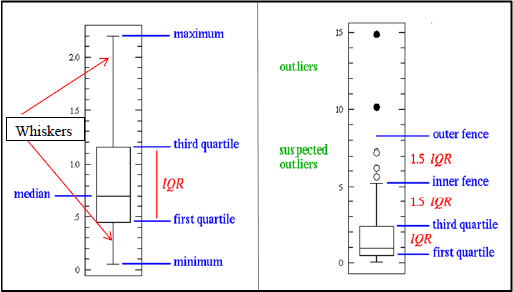 maximum
2.0
Whiskers
1.5
third quartile
1.0
IQR
median
.5
first quartile
0
minimum
15
outliers
10
outer fence
suspected
outliers
1.5 IQR
5
inner fence
1.5 IQR
third quartile
IQR
0
first quartile